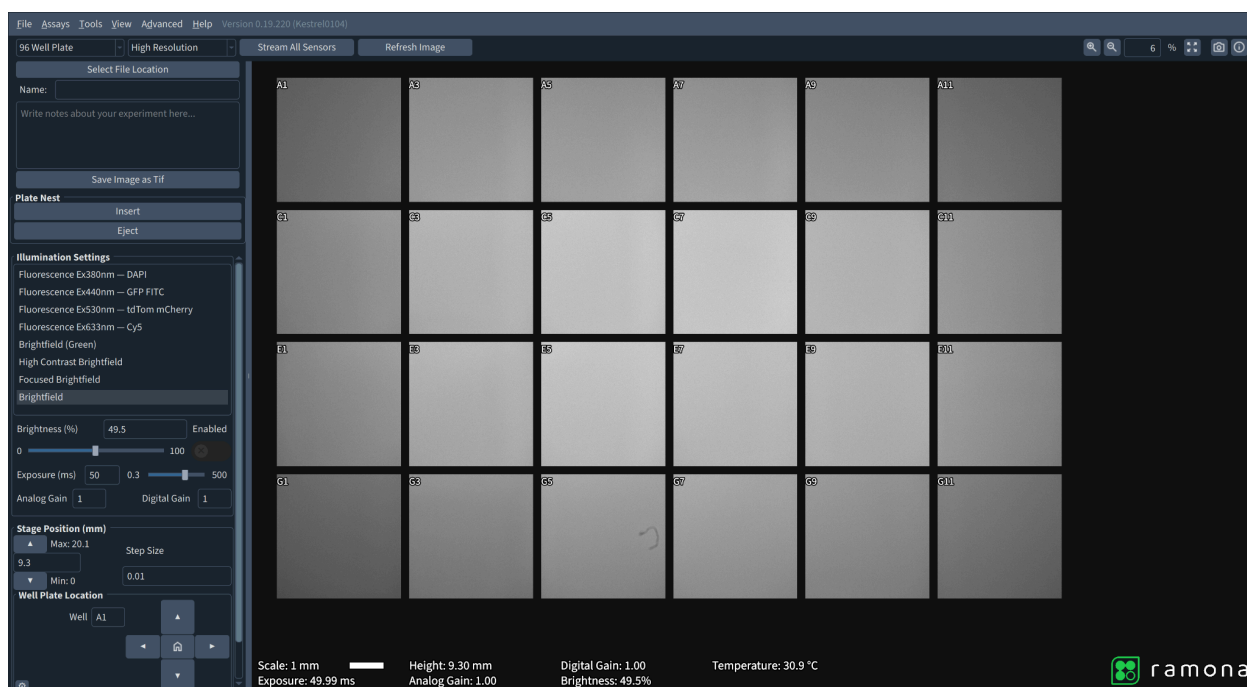 File Assays Tools View Advanced Help Version 0.19.220 (Kestrel0104)
96 Well Plate High Resolution Stream All Sensors Refresh Image 6 %
Select File Location
Name:
Write notes about your experiment here...
Save Image as Tif
Plate Nest
Insert
Eject
Illumination Settings
Fluorescence Ex380nm — DAPI
Fluorescence Ex440nm — GFP FITC
Fluorescence Ex530nm — tdTom mCherry
Fluorescence Ex633nm — Cy5
Brightfield (Green)
High Contrast Brightfield
Focused Brightfield
Brightfield
Brightness (%) 49.5 Enabled
0 100
Exposure (ms) 50 0.3 500
Analog Gain 1 Digital Gain 1
Stage Position (mm)
Max: 20.1
Step Size
9.3
0.01
Min: 0
Well Plate Location
Well A1
A1 A3 A5 A7 A9 A11
C1 C3 C5 C7 C9 C11
E1 E3 E5 E7 E9 E11
G1 G3 G5 G7 G9 G11
Scale: 1 mm Height: 9.30 mm Digital Gain: 1.00 Temperature: 30.9 °C
Exposure: 49.99 ms Analog Gain: 1.00 Brightness: 49.5%
ramona